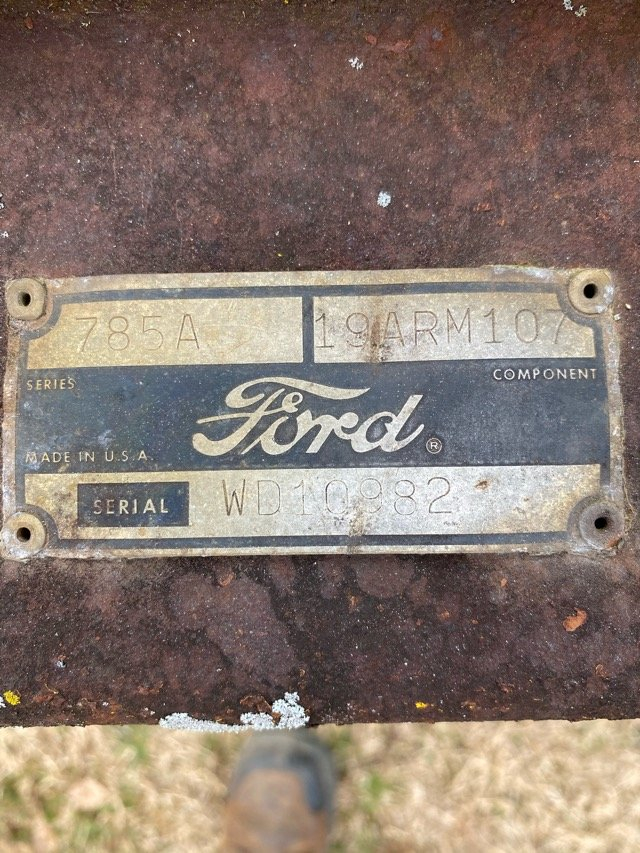 785A 19ARM107
SERIES COMPONENT
Ford ®
MADE IN U.S.A.
SERIAL WD10982